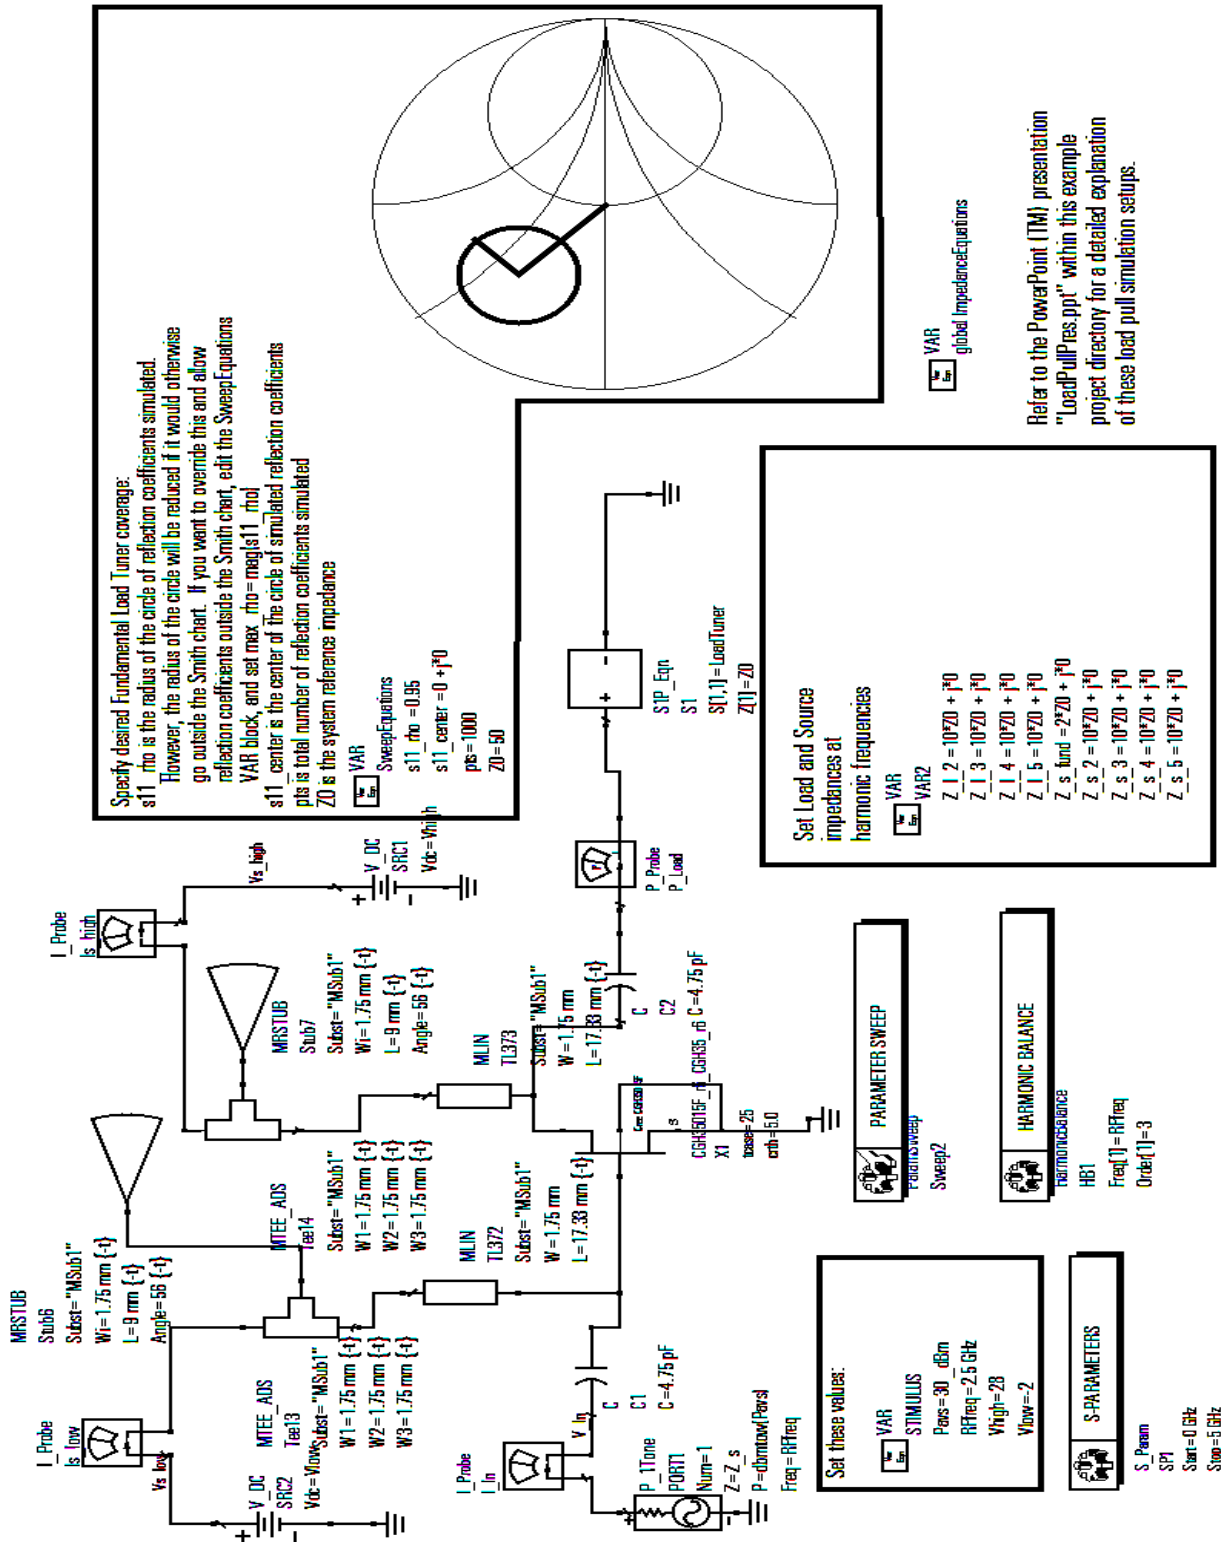 Specify desired Fundamental Load Tuner coverage:
s11_rho is the radius of the circle of reflection coefficients simulated.
However, the radius of the circle will be reduced if it would otherwise
go outside the Smith chart. If you want to override this and allow
reflection coefficients outside the Smith chart, edit the SweepEquations
VAR block, and set max_rho=mag(s11_rho)
s11_center is the center of the circle of simulated reflection coefficients
pts is total number of reflection coefficients simulated
Z0 is the system reference impedance
Var
Eqn
VAR
SweepEquations
s11_rho =0.95
s11_center =0 +j*0
pts=1000
Z0=50
I_Probe
Is_high
Vs_high
V_DC
SRC1
Vdc=Vhigh
MRSTUB
Stub7
Subst="MSub1"
Wi=1.75 mm {-t}
L=9 mm {-t}
Angle=56 {-t}
MRSTUB
Stub6
Subst="MSub1"
Wi=1.75 mm {-t}
L=9 mm {-t}
Angle=56 {-t}
I_Probe
Is_low
Vs_low
V_DC
SRC2
Vdc=Vlow
MTEE_ADS
Tee13
Subst="MSub1"
W1=1.75 mm {-t}
W2=1.75 mm {-t}
W3=1.75 mm {-t}
MTEE_ADS
Tee14
Subst="MSub1"
W1=1.75 mm {-t}
W2=1.75 mm {-t}
W3=1.75 mm {-t}
MLIN
TL372
Subst="MSub1"
W=1.75 mm
L=17.33 mm {-t}
MLIN
TL373
Subst="MSub1"
W=1.75 mm
L=17.33 mm {-t}
I_Probe
I_In
V_In
C
C1
C=4.75 pF
P_1Tone
PORT1
Num=1
Z=Z_s
P=dbmtow(Pavs)
Freq=RFfreq
CGH35015F_r6_CGH35_r6
X1
tcase=25
crth=5.0
C
C2
C=4.75 pF
P_Probe
P_Load
S1P_Eqn
S1
S[1,1]=LoadTuner
Z[1]=Z0
Set these values:
Var
Eqn
VAR
STIMULUS
Pavs=30 _dBm
RFfreq=2.5 GHz
Vhigh=28
Vlow=-2
S-PARAMETERS
S_Param
SP1
Start=0 GHz
Stop=5 GHz
PARAMETER SWEEP
ParamSweep
Sweep2
HARMONIC BALANCE
HarmonicBalance
HB1
Freq[1]=RFfreq
Order[1]=3
Set Load and Source
impedances at
harmonic frequencies
Var
Eqn
VAR
VAR2
Z_l_2 =10*Z0 + j*0
Z_l_3 =10*Z0 + j*0
Z_l_4 =10*Z0 + j*0
Z_l_5 =10*Z0 + j*0
Z_s_fund =2*Z0 + j*0
Z_s_2 =10*Z0 + j*0
Z_s_3 =10*Z0 + j*0
Z_s_4 =10*Z0 + j*0
Z_s_5 =10*Z0 + j*0
Var
Eqn
VAR
global ImpedanceEquations
Refer to the PowerPoint (TM) presentation
"LoadPullPres.ppt" within this example
project directory for a detailed explanation
of these load pull simulation setups.